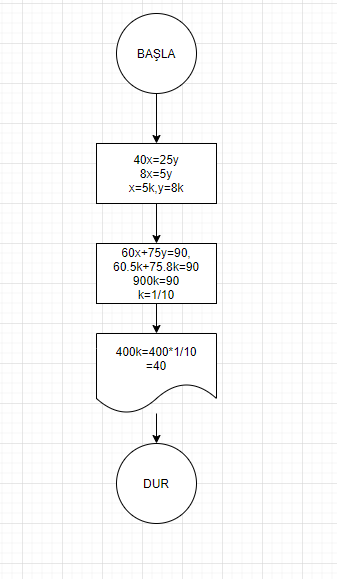 BAŞLA
40x=25y
8x=5y
x=5k,y=8k
60x+75y=90,
60.5k+75.8k=90
900k=90
k=1/10
400k=400*1/10
=40
DUR